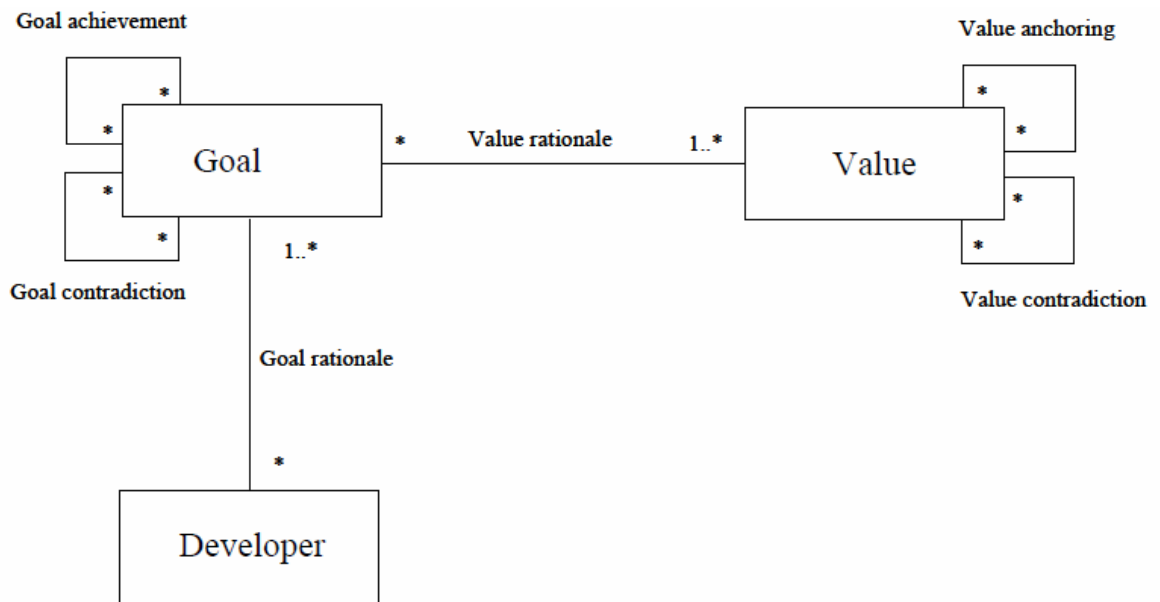 Goal achievement
Value anchoring
*
*
*
*
*
Value rationale
1..*
Goal
Value
*
*
*
*
1..*
Goal contradiction
Value contradiction
Goal rationale
*
Developer